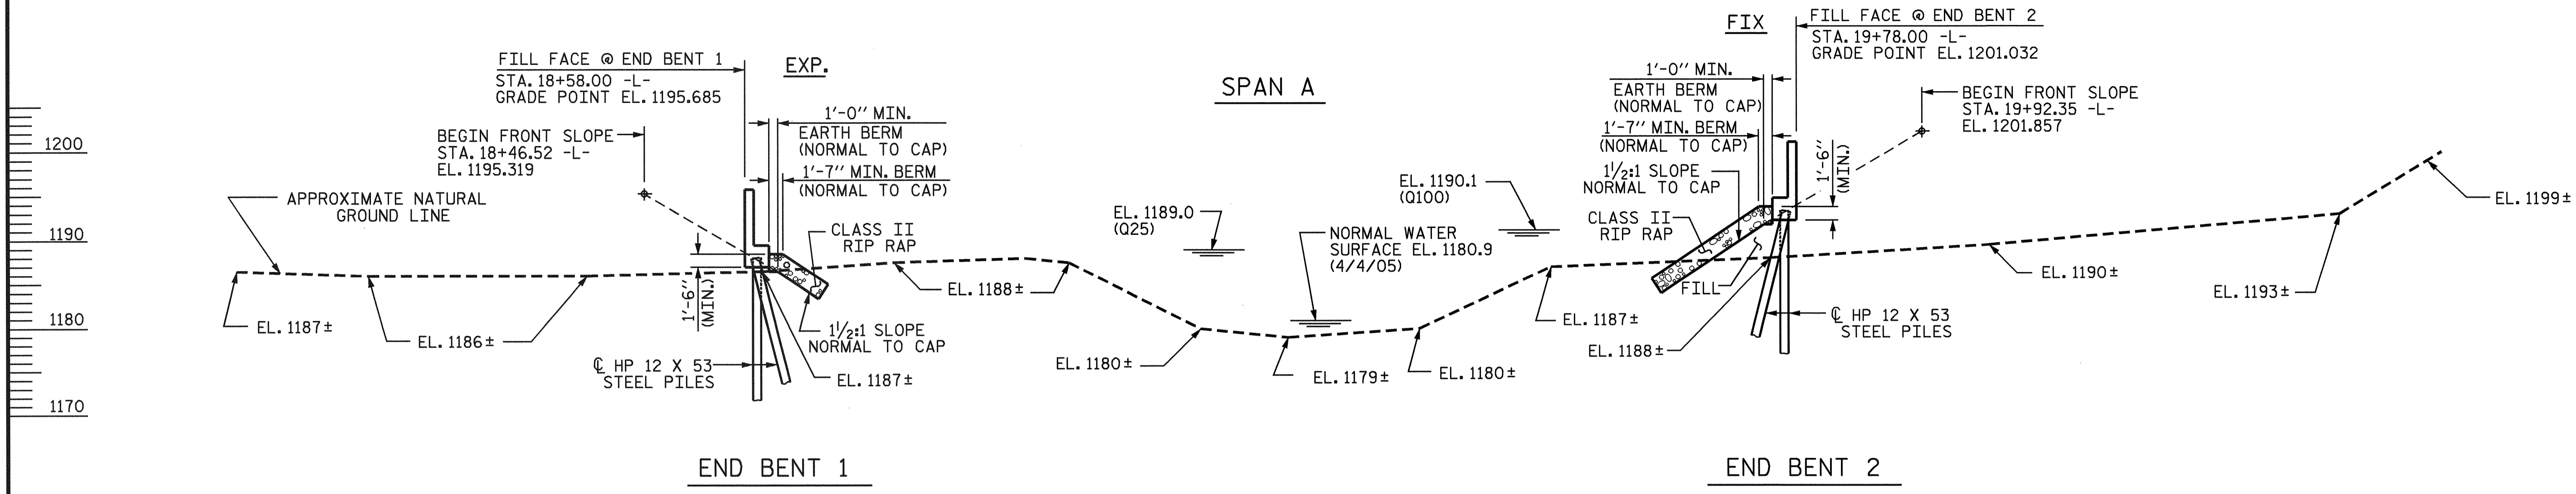 FILL FACE @ END BENT 1
STA. 18+58.00 -L-
GRADE POINT EL. 1195.685
EXP.
SPAN A
FIX
FILL FACE @ END BENT 2
STA. 19+78.00 -L-
GRADE POINT EL. 1201.032
1'-0" MIN.
EARTH BERM
(NORMAL TO CAP)
1'-7" MIN. BERM
(NORMAL TO CAP)
BEGIN FRONT SLOPE
STA. 18+46.52 -L-
EL. 1195.319
1'-0" MIN.
EARTH BERM
(NORMAL TO CAP)
1'-7" MIN. BERM
(NORMAL TO CAP)
1½:1 SLOPE
NORMAL TO CAP
BEGIN FRONT SLOPE
STA. 19+92.35 -L-
EL. 1201.857
1'-6"
(MIN.)
1200
1190
1180
1170
APPROXIMATE NATURAL
GROUND LINE
CLASS II
RIP RAP
EL. 1189.0
(Q25)
NORMAL WATER
SURFACE EL. 1180.9
(4/4/05)
EL. 1190.1
(Q100)
CLASS II
RIP RAP
EL. 1199±
EL. 1187±
EL. 1186±
1'-6"
(MIN.)
EL. 1188±
1½:1 SLOPE
NORMAL TO CAP
℄ HP 12 X 53
STEEL PILES
EL. 1187±
EL. 1180±
EL. 1179±
EL. 1180±
EL. 1187±
FILL
EL. 1188±
℄ HP 12 X 53
STEEL PILES
EL. 1190±
EL. 1193±
END BENT 1
END BENT 2